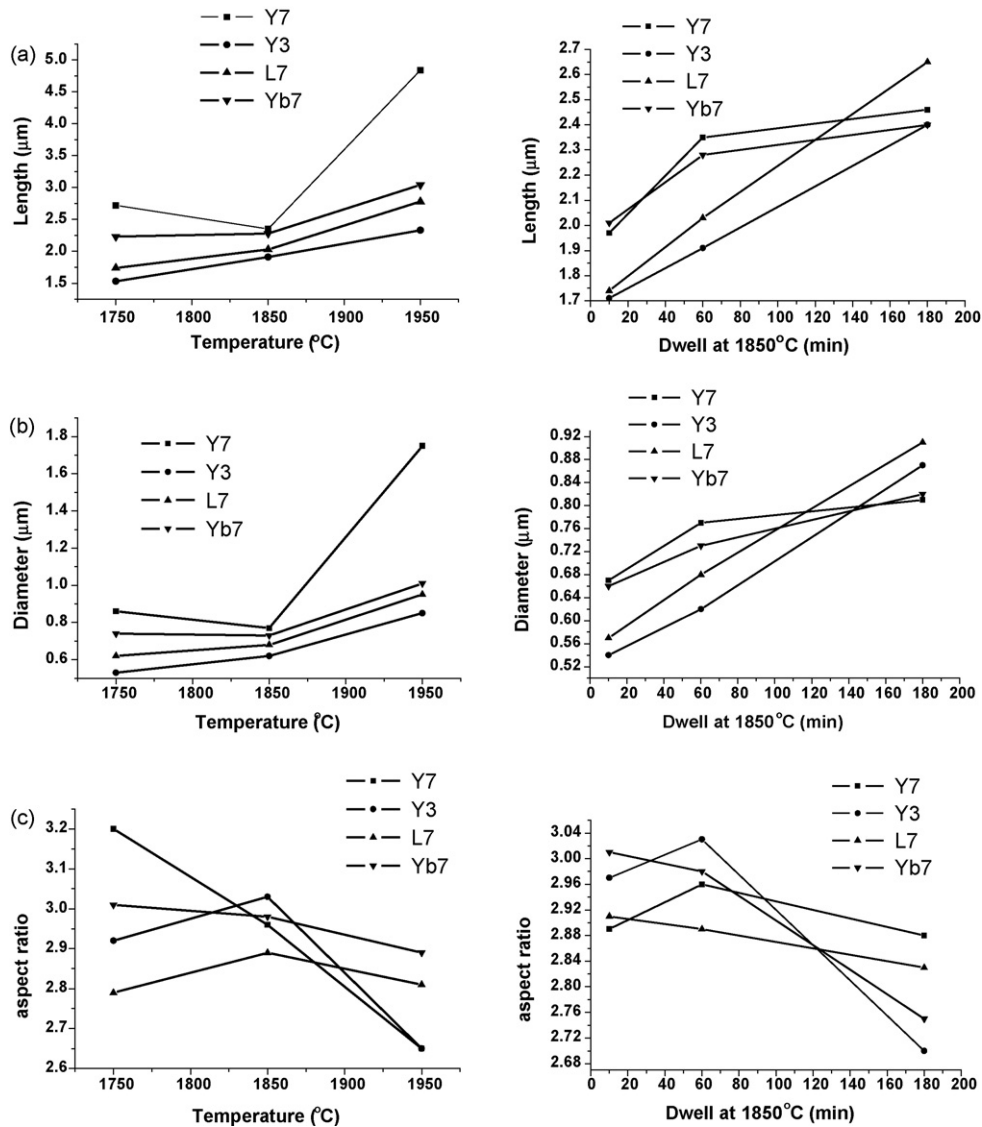 (a)
Y7
Y3
L7
Yb7
Length (μm)
5.0
4.5
4.0
3.5
3.0
2.5
2.0
1.5
1750 1800 1850 1900 1950
Temperature (°C)
Y7
Y3
L7
Yb7
Length (μm)
2.7
2.6
2.5
2.4
2.3
2.2
2.1
2.0
1.9
1.8
1.7
0 20 40 60 80 100 120 140 160 180 200
Dwell at 1850°C (min)
(b)
Y7
Y3
L7
Yb7
Diameter (μm)
1.8
1.6
1.4
1.2
1.0
0.8
0.6
1750 1800 1850 1900 1950
Temperature (°C)
Y7
Y3
L7
Yb7
Diameter (μm)
0.92
0.88
0.84
0.80
0.76
0.72
0.68
0.64
0.60
0.56
0.52
0 20 40 60 80 100 120 140 160 180 200
Dwell at 1850°C (min)
(c)
Y7
Y3
L7
Yb7
aspect ratio
3.2
3.1
3.0
2.9
2.8
2.7
2.6
1750 1800 1850 1900 1950
Temperature (°C)
Y7
Y3
L7
Yb7
aspect ratio
3.04
3.00
2.96
2.92
2.88
2.84
2.80
2.76
2.72
2.68
0 20 40 60 80 100 120 140 160 180 200
Dwell at 1850°C (min)